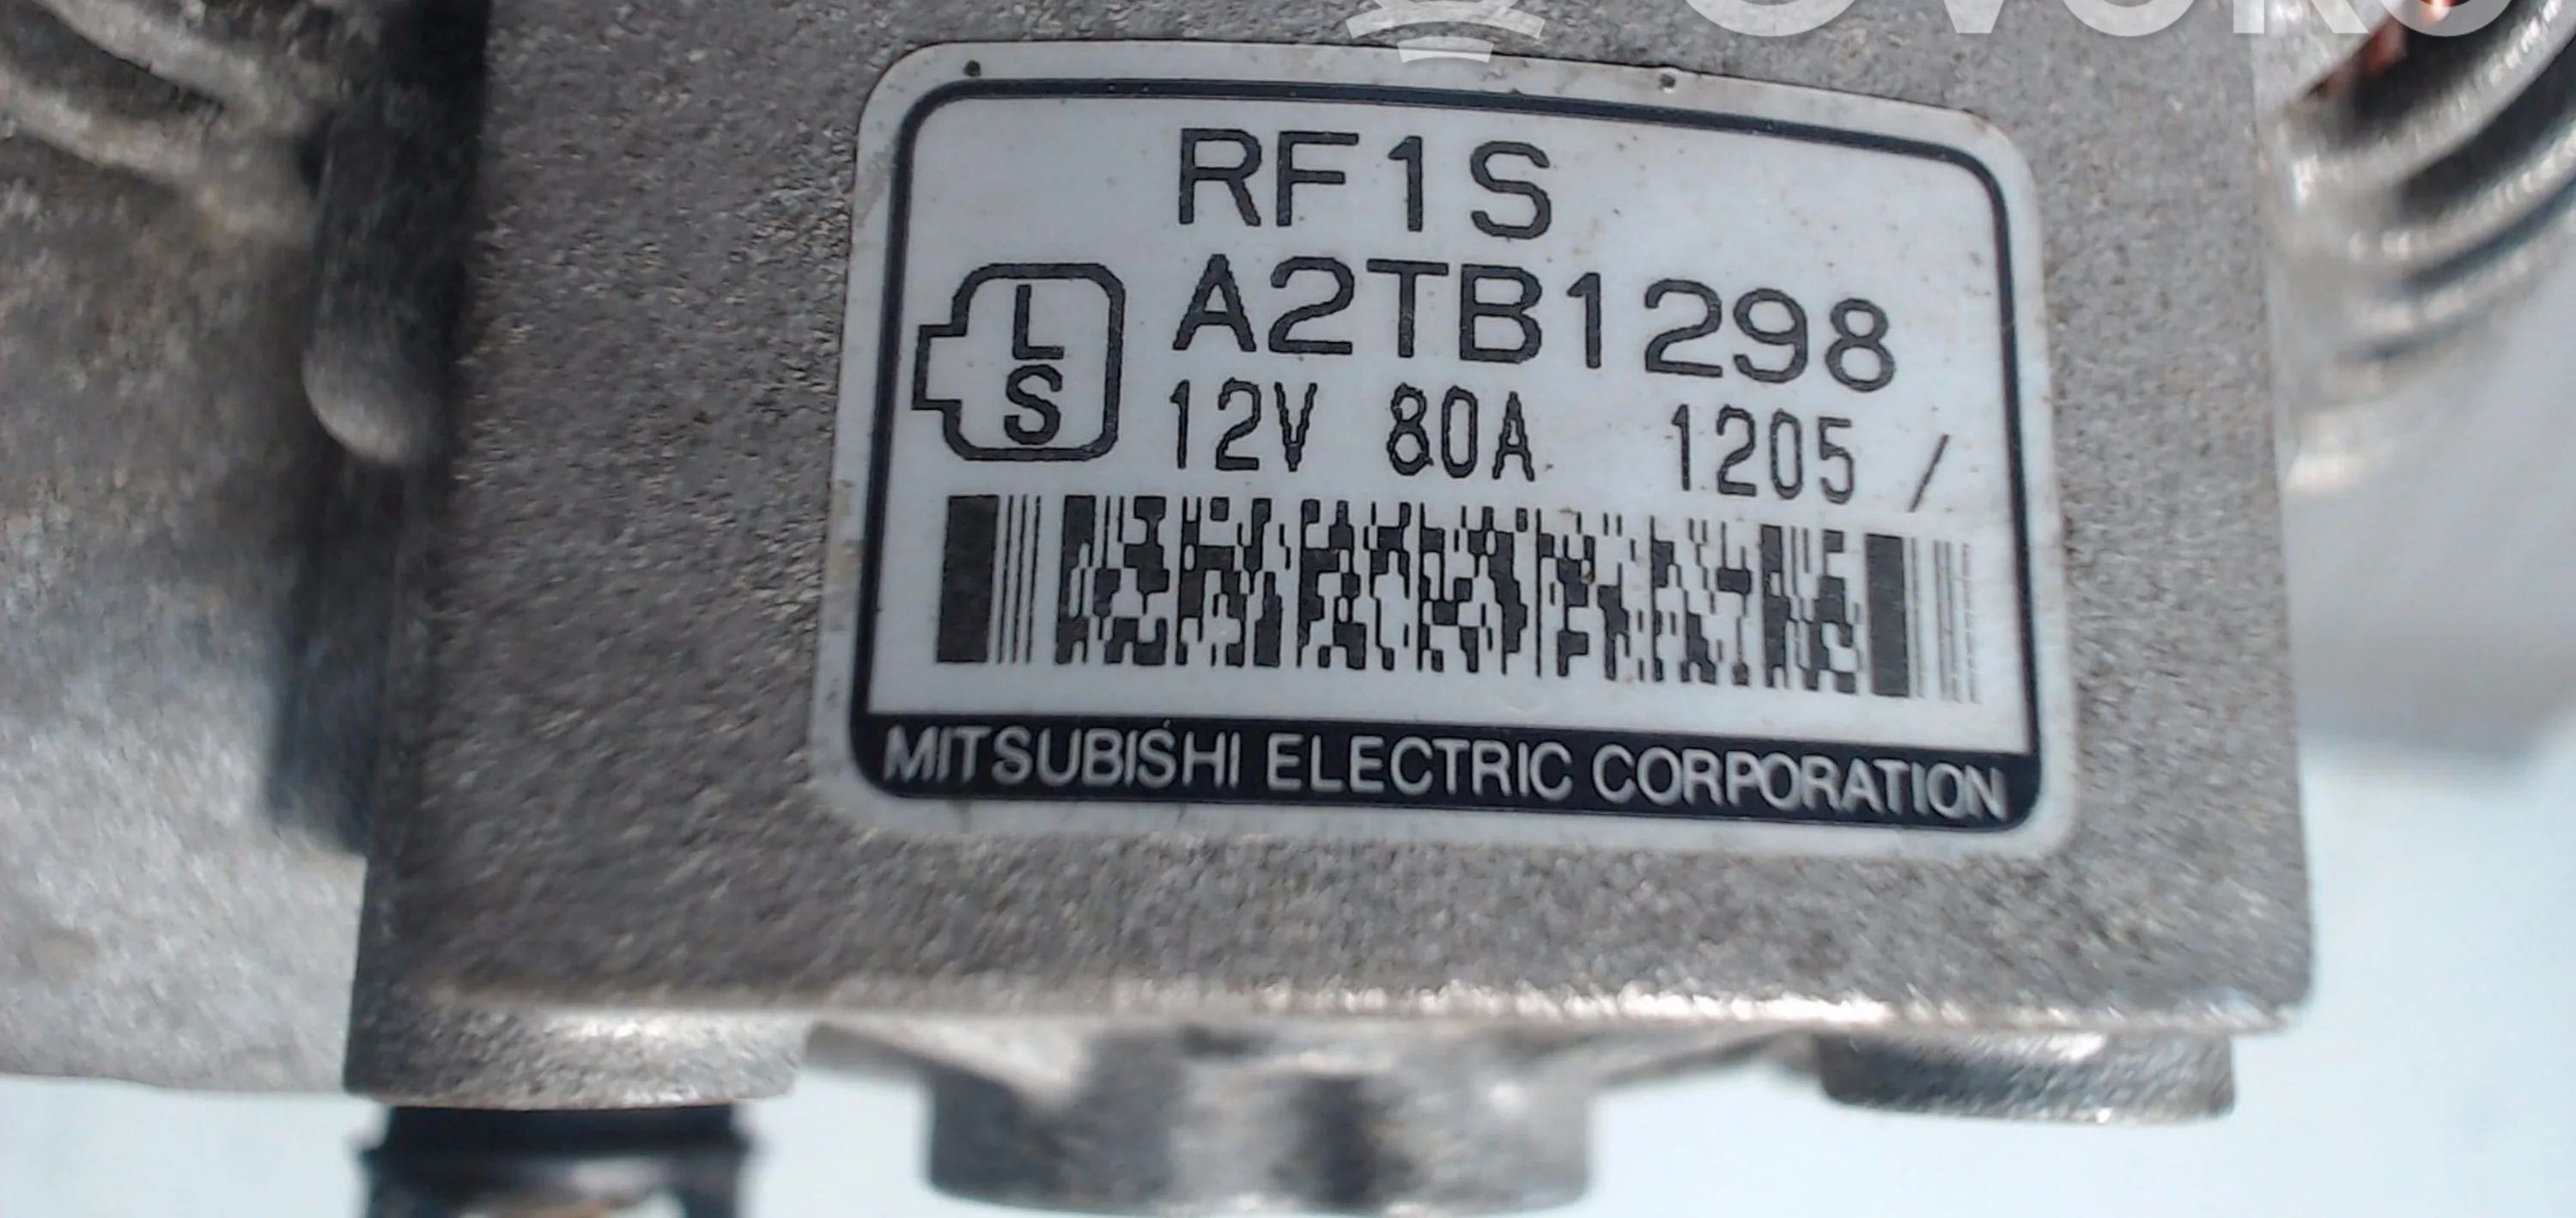 RF1S
L
S
A2TB1298
12V 80A 1205 /
MITSUBISHI ELECTRIC CORPORATION